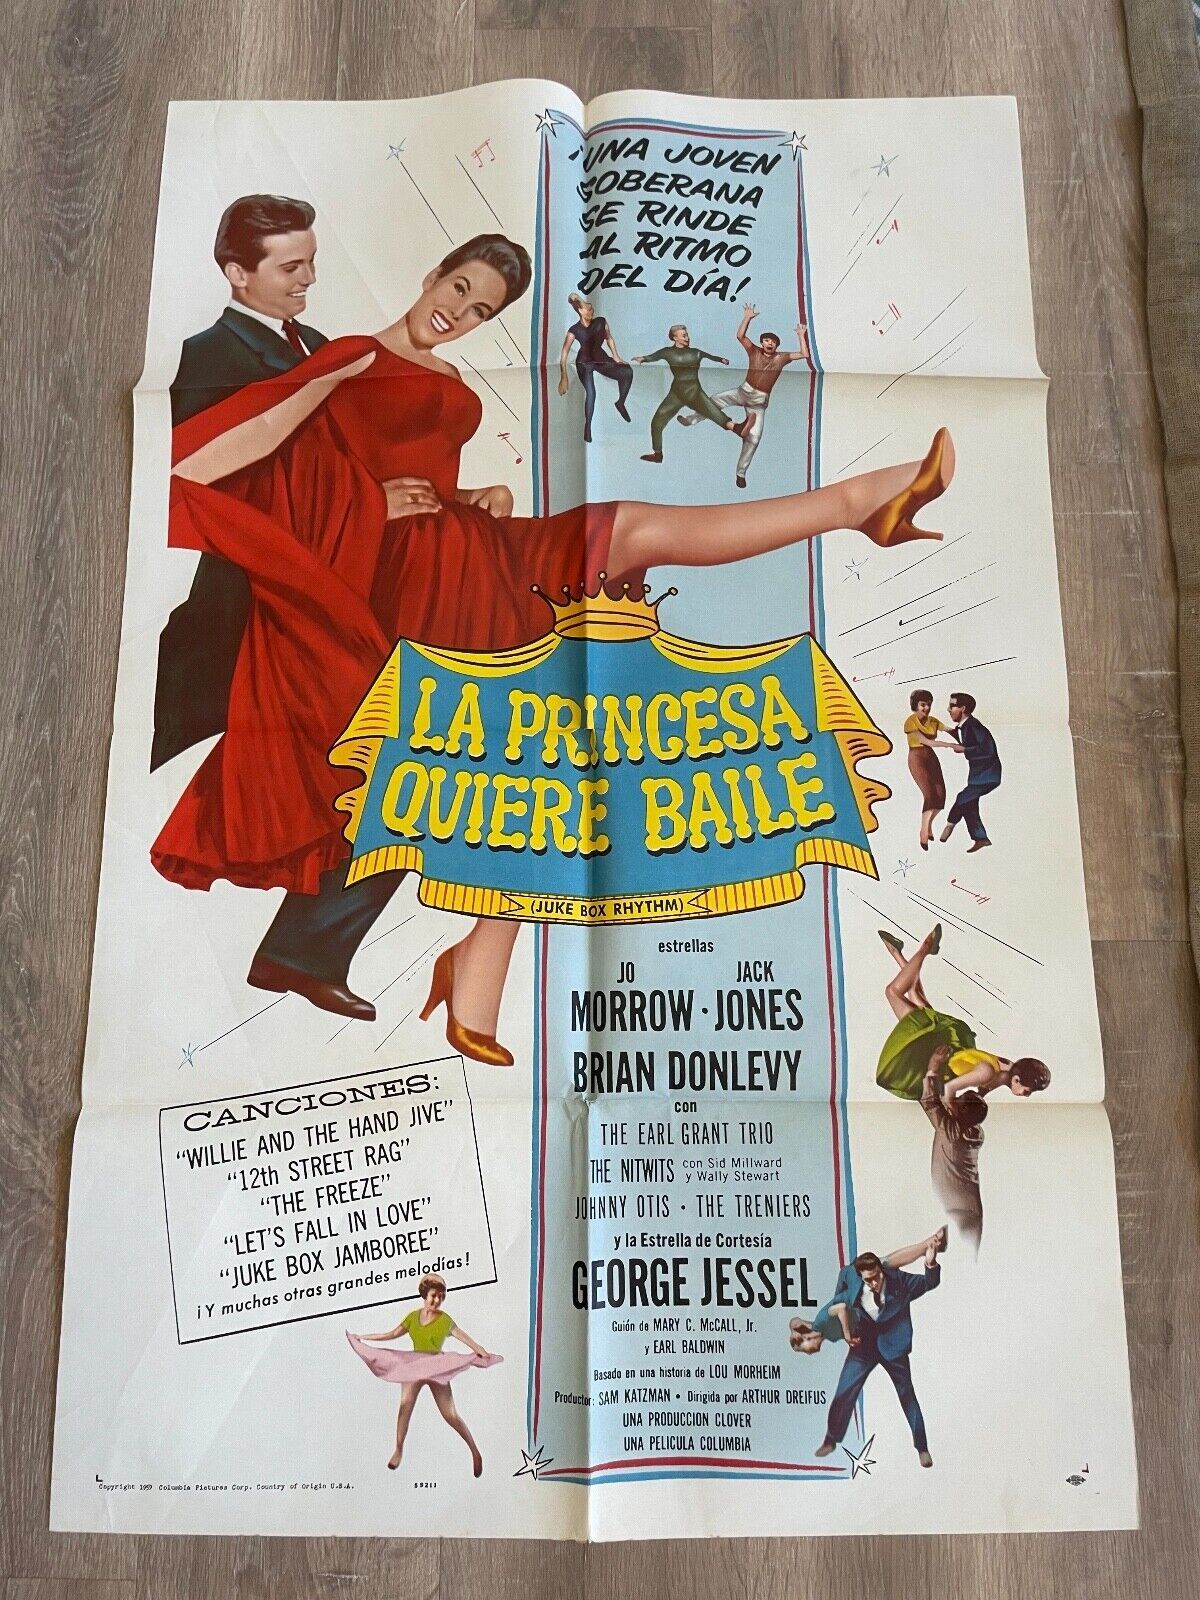 ¡UNA JOVEN
SOBERANA
SE RINDE
AL RITMO
DEL DÍA!
LA PRINCESA
QUIERE BAILE
(JUKE BOX RHYTHM)
estrellas
JO JACK
MORROW · JONES
BRIAN DONLEVY
con
THE EARL GRANT TRIO
THE NITWITS con Sid Millward
y Wally Stewart
JOHNNY OTIS · THE TRENIERS
y la Estrella de Cortesía
GEORGE JESSEL
Guión de MARY C. McCALL, Jr.
y EARL BALDWIN
Basado en una historia de LOU MORHEIM
Productor: SAM KATZMAN • Dirigida por ARTHUR DREIFUS
UNA PRODUCCION CLOVER
UNA PELICULA COLUMBIA
CANCIONES:
"WILLIE AND THE HAND JIVE"
"12th STREET RAG"
"THE FREEZE"
"LET'S FALL IN LOVE"
"JUKE BOX JAMBOREE"
¡Y muchas otras grandes melodías!
Copyright 1959 Columbia Pictures Corp. Country of Origin U.S.A.
59211